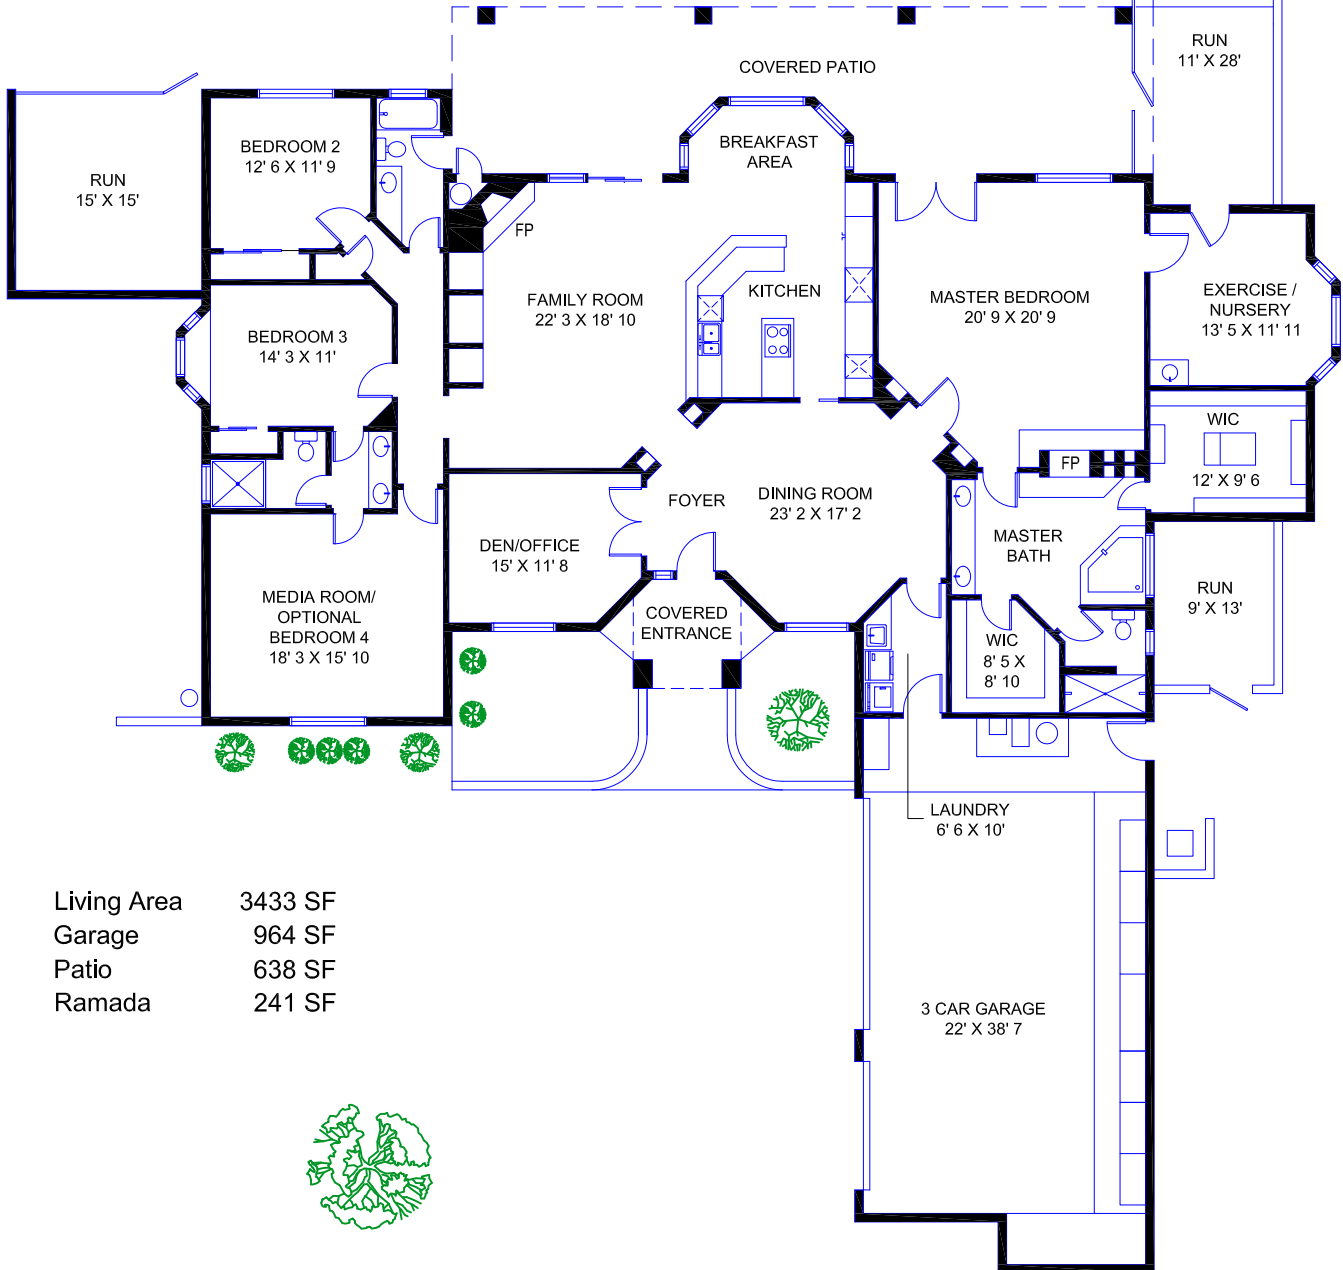 RUN
11' X 28'
COVERED PATIO
BEDROOM 2
12' 6 X 11' 9
BREAKFAST
AREA
RUN
15' X 15'
FP
FAMILY ROOM
22' 3 X 18' 10
KITCHEN
MASTER BEDROOM
20' 9 X 20' 9
EXERCISE /
NURSERY
13' 5 X 11' 11
BEDROOM 3
14' 3 X 11'
WIC
12' X 9' 6
FP
FOYER
DINING ROOM
23' 2 X 17' 2
DEN/OFFICE
15' X 11' 8
MASTER
BATH
RUN
9' X 13'
MEDIA ROOM/
OPTIONAL
BEDROOM 4
18' 3 X 15' 10
COVERED
ENTRANCE
WIC
8' 5 X
8' 10
LAUNDRY
6' 6 X 10'
Living Area 3433 SF
Garage 964 SF
Patio 638 SF
Ramada 241 SF
3 CAR GARAGE
22' X 38' 7